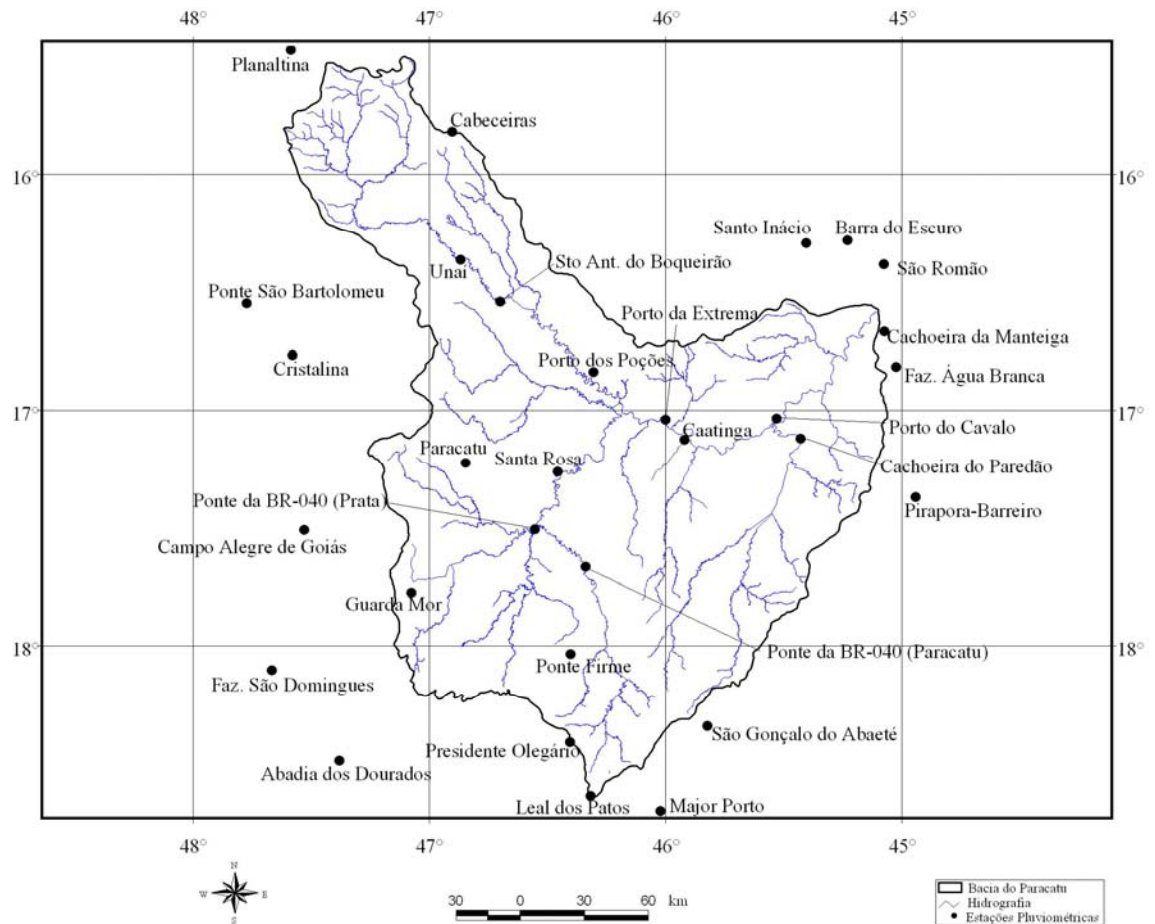 48° 47° 46° 45°
Planaltina
Cabeceiras
16° 16°
Santo Inácio Barra do Escuro
Sto Ant. do Boqueirão
São Romão
Unaí
Ponte São Bartolomeu
Porto da Extrema
Cachoeira da Manteiga
Cristalina
Porto dos Poções
Faz. Água Branca
17° 17°
Porto do Cavalo
Caatinga
Paracatu
Santa Rosa
Cachoeira do Paredão
Ponte da BR-040 (Prata)
Pirapora-Barreiro
Campo Alegre de Goiás
Guarda Mor
18° 18°
Ponte da BR-040 (Paracatu)
Ponte Firme
Faz. São Domingues
São Gonçalo do Abaeté
Presidente Olegário
Abadia dos Dourados
Leal dos Patos Major Porto
48° 47° 46° 45°
N
W E
S
30 0 30 60 km
Bacia do Paracatu
Hidrografia
Estações Pluviométricas